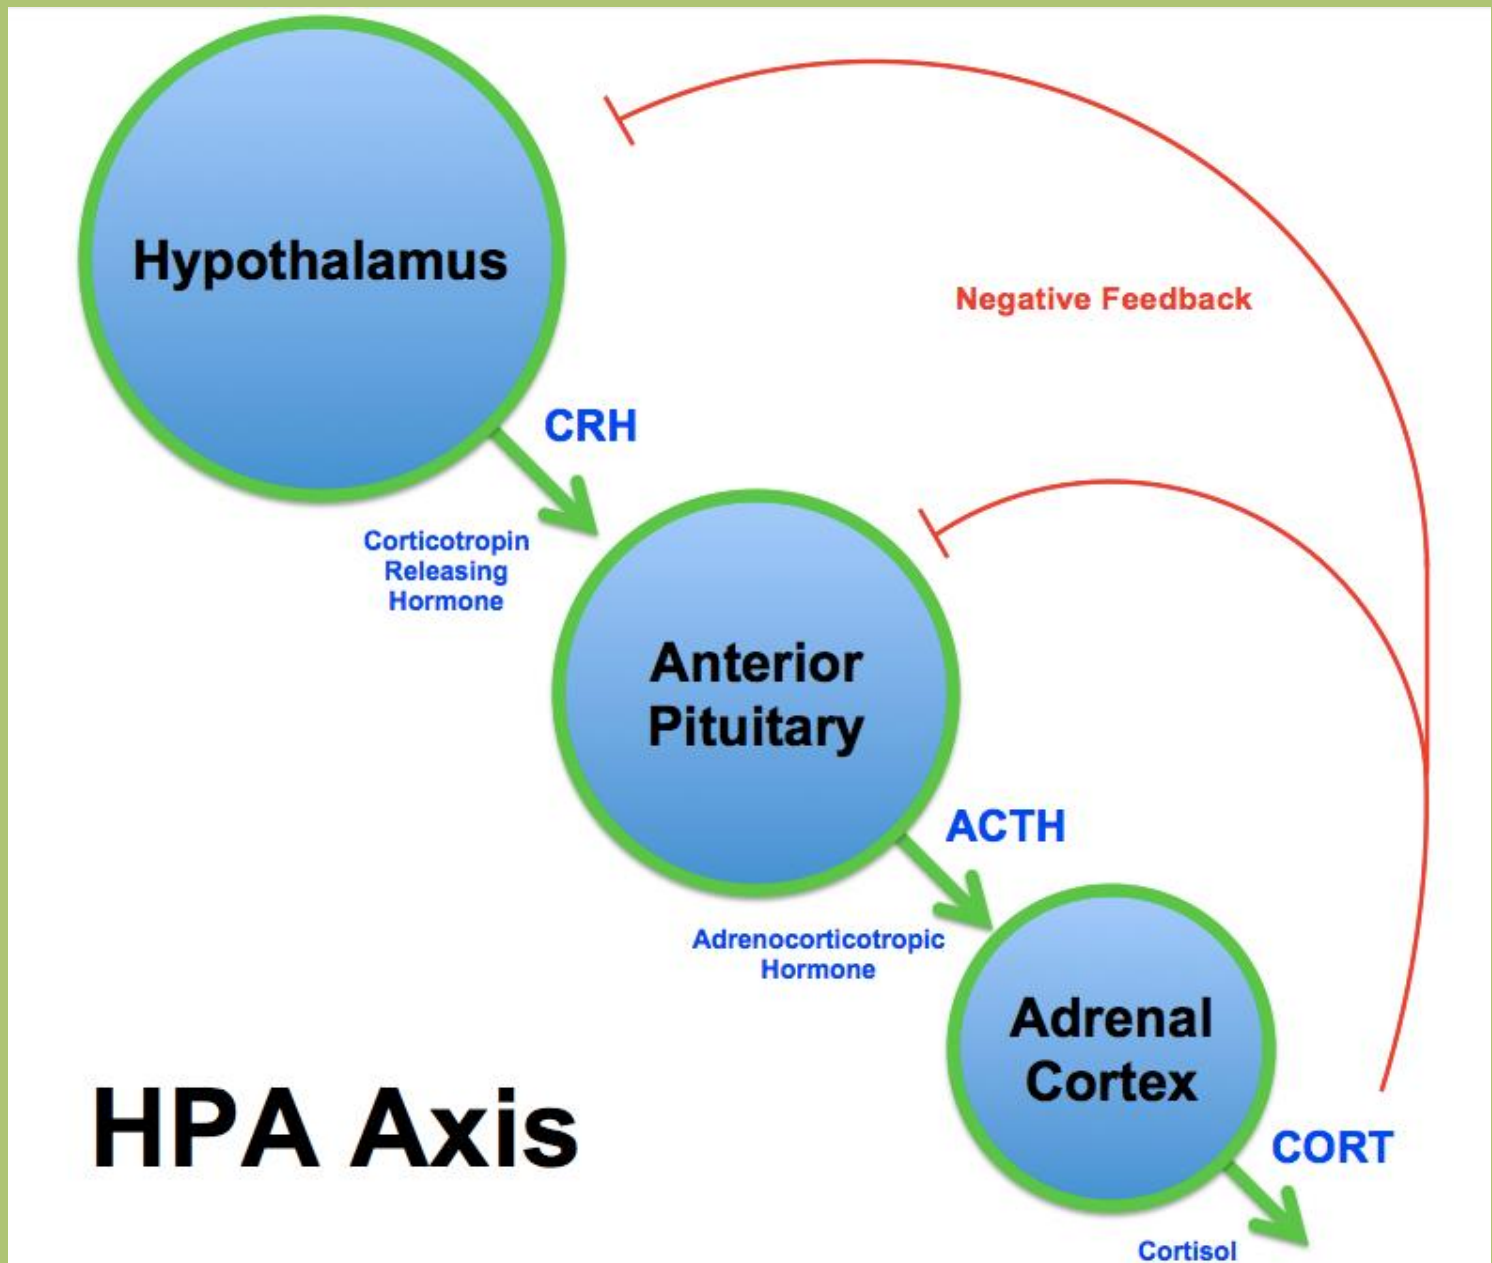 Hypothalamus
Negative Feedback
CRH
Corticotropin
Releasing
Hormone
Anterior
Pituitary
ACTH
Adrenocorticotropic
Hormone
Adrenal
Cortex
HPA Axis
CORT
Cortisol